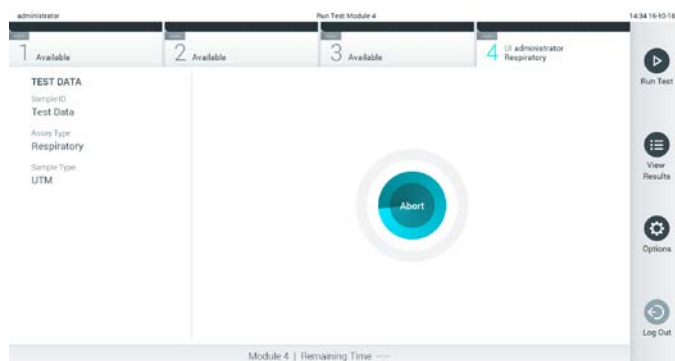 administrator Run Test Module 4 14:34 16-10-18
1 Available
2 Available
3 Available
4 UI administrator
Respiratory
TEST DATA
Sample ID
Test Data
Assay Type
Respiratory
Sample Type
UTM
Abort
Run Test
View
Results
Options
Log Out
Module 4 | Remaining Time --:--